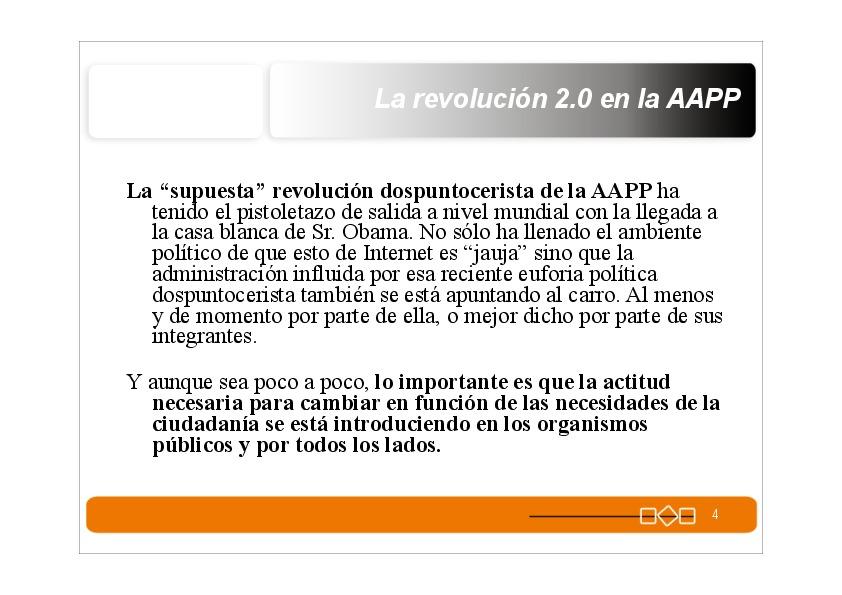 La revolución 2.0 en la AAPP
La “supuesta” revolución dospuntocerista de la AAPP ha
tenido el pistoletazo de salida a nivel mundial con la llegada a
la casa blanca de Sr. Obama. No sólo ha llenado el ambiente
político de que esto de Internet es “jauja” sino que la
administración influida por esa reciente euforia política
dospuntocerista también se está apuntando al carro. Al menos
y de momento por parte de ella, o mejor dicho por parte de sus
integrantes.
Y aunque sea poco a poco, lo importante es que la actitud
necesaria para cambiar en función de las necesidades de la
ciudadanía se está introduciendo en los organismos
públicos y por todos los lados.
4